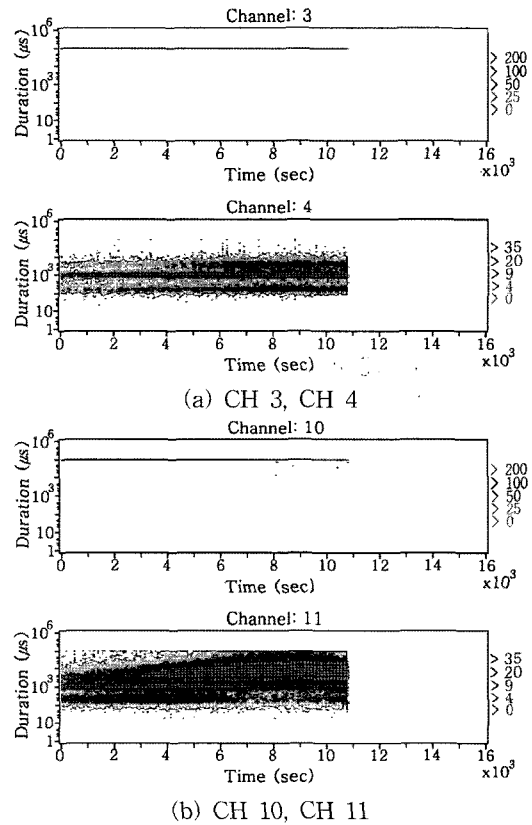 Channel: 3
10⁶
10³
10
1
Duration (μs)
> 200
> 100
> 50
> 25
> 0
0 2 4 6 8 10 12 14 16
Time (sec)
×10³
Channel: 4
10⁶
10³
10
1
Duration (μs)
> 35
> 20
> 9
> 4
> 0
0 2 4 6 8 10 12 14 16
Time (sec)
×10³
(a) CH 3, CH 4
Channel: 10
10⁶
10³
10
1
Duration (μs)
> 200
> 100
> 50
> 25
> 0
0 2 4 6 8 10 12 14 16
Time (sec)
×10³
Channel: 11
10⁶
10³
10
1
Duration (μs)
> 35
> 20
> 9
> 4
> 0
0 2 4 6 8 10 12 14 16
Time (sec)
×10³
(b) CH 10, CH 11